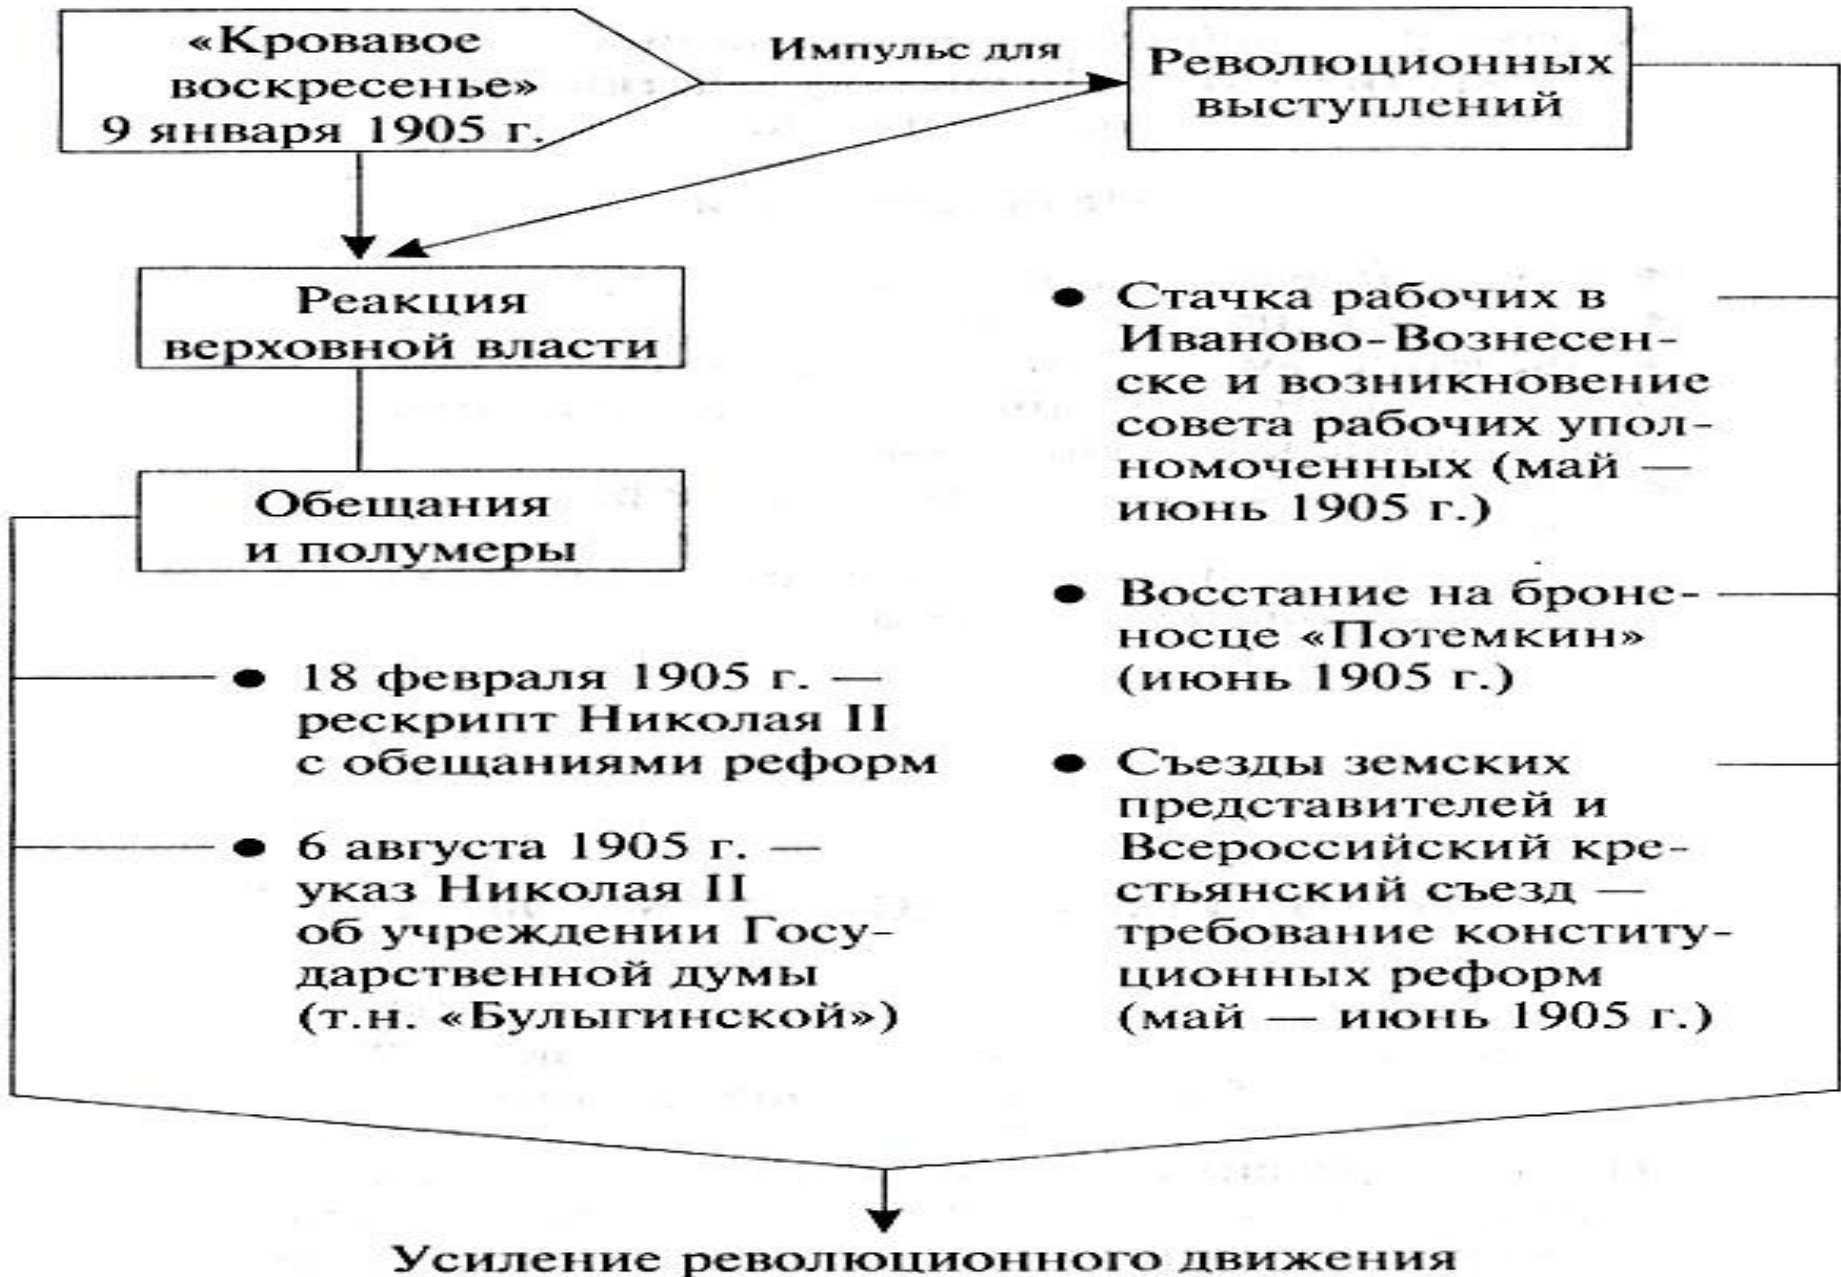 «Кровавое
воскресенье»
9 января 1905 г.
Импульс для
Революционных
выступлений
Реакция
верховной власти
Обещания
и полумеры
● 18 февраля 1905 г. —
рескрипт Николая II
с обещаниями реформ
● 6 августа 1905 г. —
указ Николая II
об учреждении Госу-
дарственной думы
(т.н. «Булыгинской»)
● Стачка рабочих в
Иваново-Вознесен-
ске и возникновение
совета рабочих упол-
номоченных (май —
июнь 1905 г.)
● Восстание на броне-
носце «Потемкин»
(июнь 1905 г.)
● Съезды земских
представителей и
Всероссийский кре-
стьянский съезд —
требование конститу-
ционных реформ
(май — июнь 1905 г.)
Усиление революционного движения